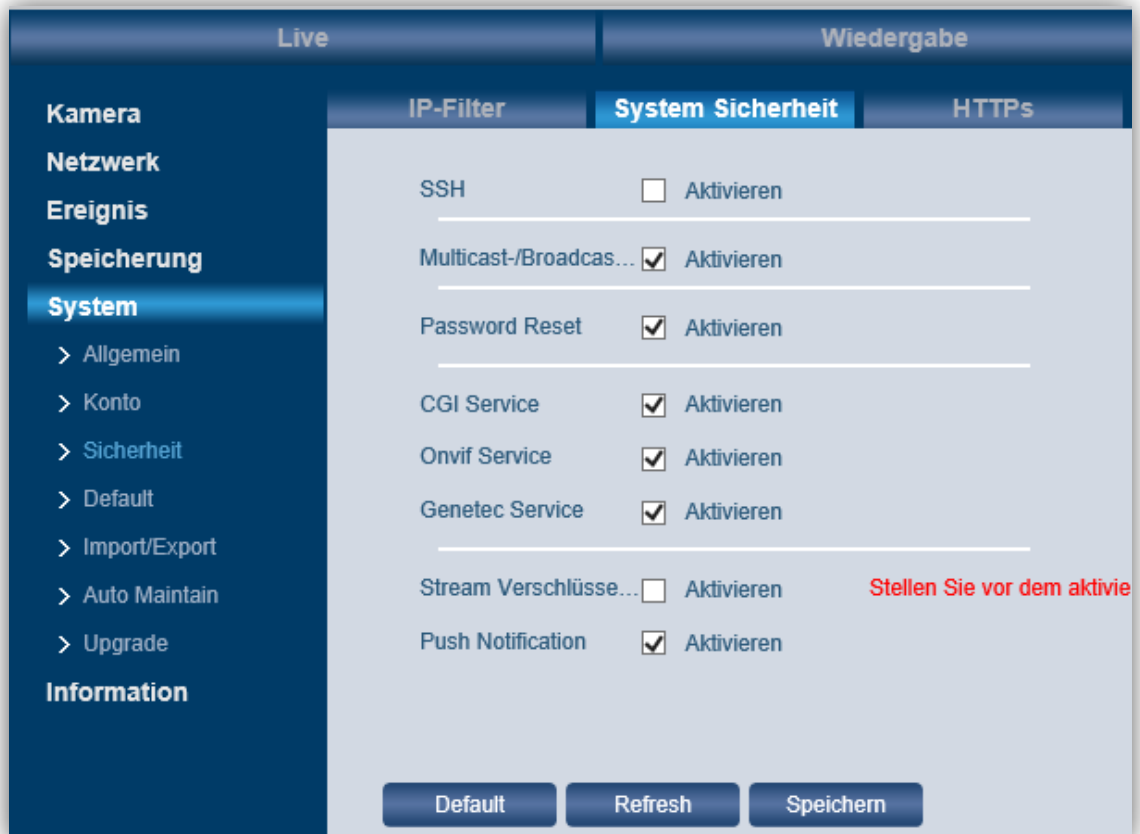 Live
Wiedergabe
Kamera
Netzwerk
Ereignis
Speicherung
System
Allgemein
Konto
Sicherheit
Default
Import/Export
Auto Maintain
Upgrade
Information
IP-Filter
System Sicherheit
HTTPs
SSH Aktivieren
Multicast-/Broadcas... Aktivieren
Password Reset Aktivieren
CGI Service Aktivieren
Onvif Service Aktivieren
Genetec Service Aktivieren
Stream Verschlüsse... Aktivieren Stellen Sie vor dem aktivie
Push Notification Aktivieren
Default
Refresh
Speichern